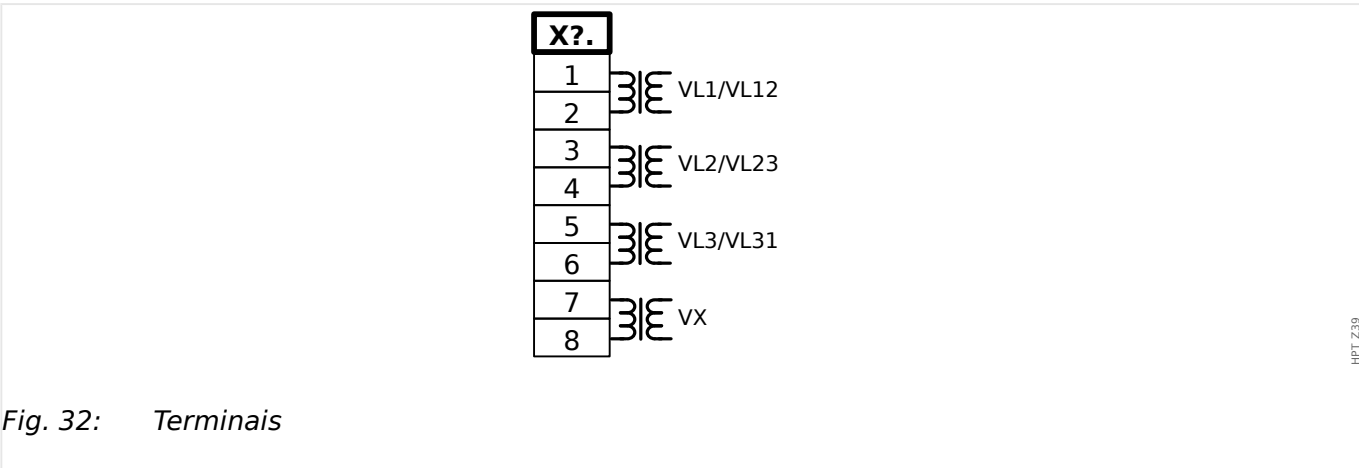 X?.
1
VL1/VL12
2
3
VL2/VL23
4
5
VL3/VL31
6
7
VX
8
HPT Z39
Fig. 32: Terminais